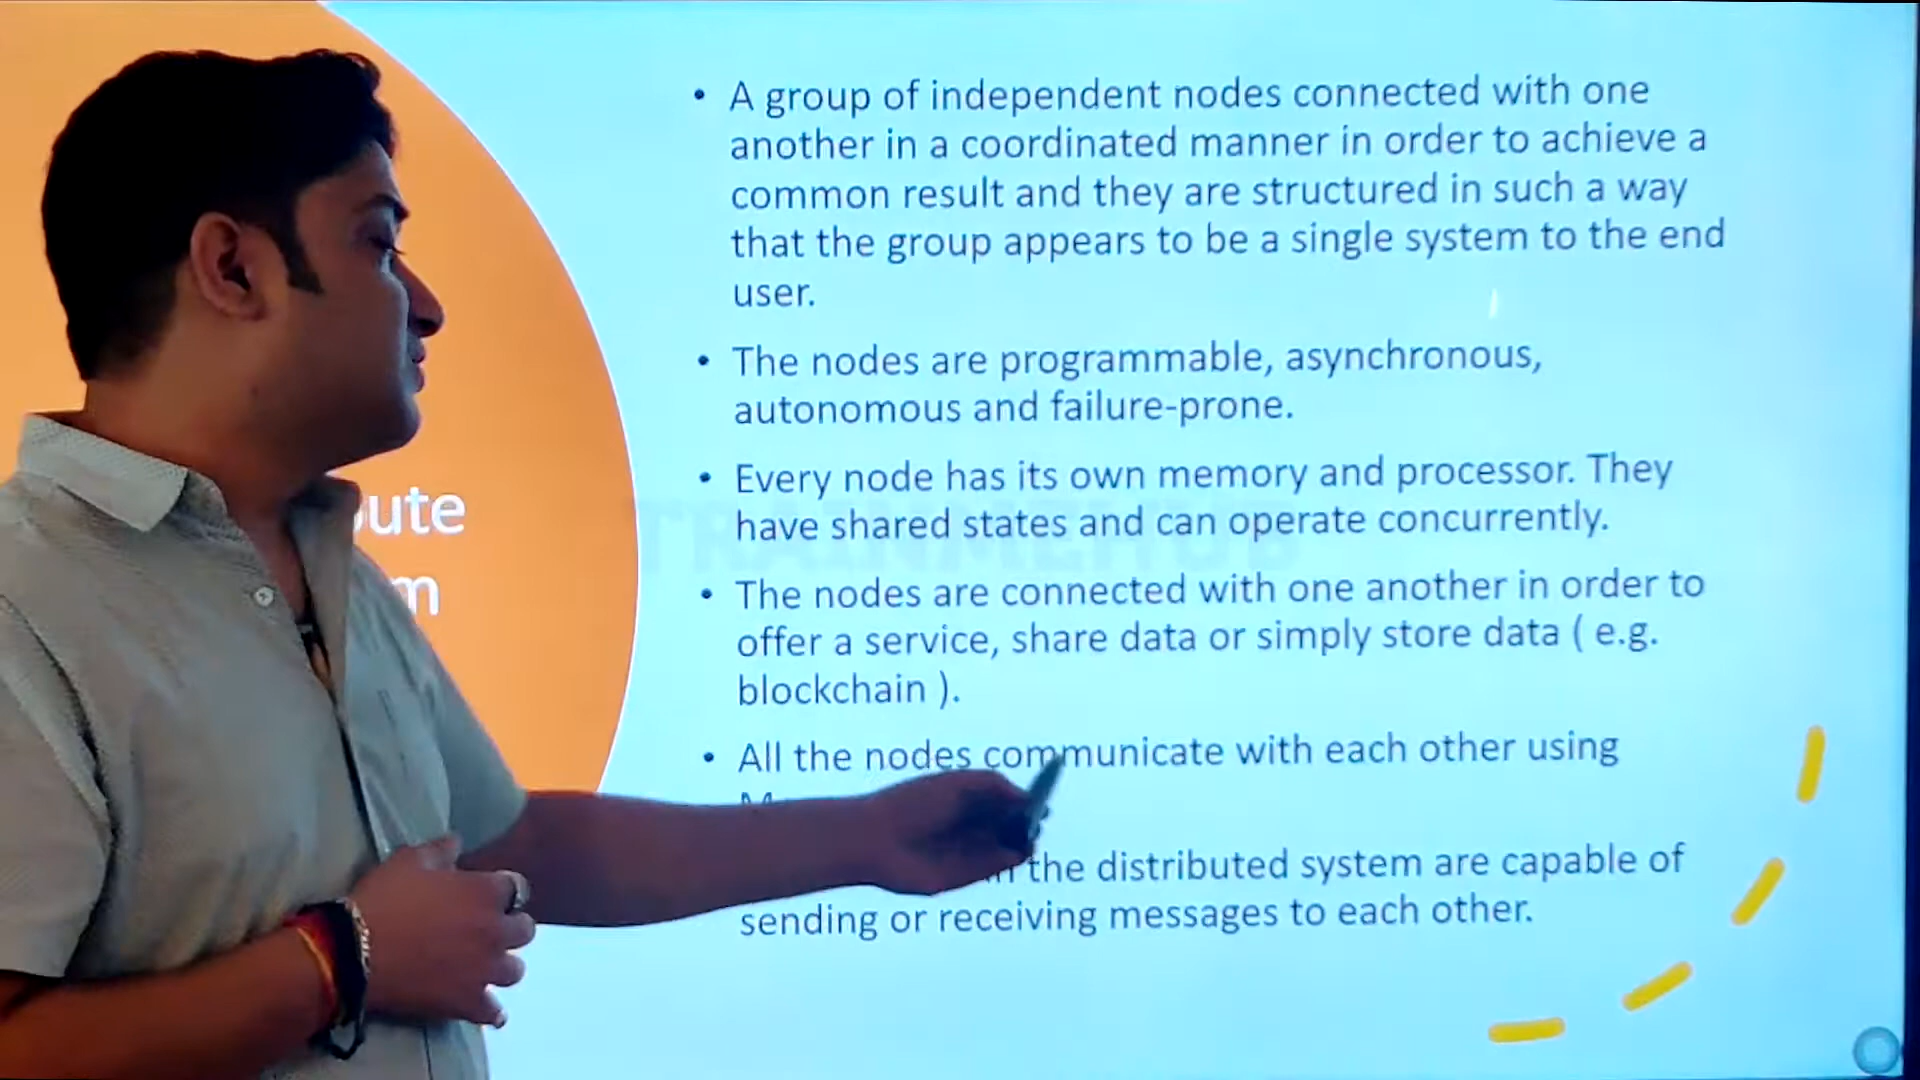 • A group of independent nodes connected with one
another in a coordinated manner in order to achieve a
common result and they are structured in such a way
that the group appears to be a single system to the end
user.
• The nodes are programmable, asynchronous,
autonomous and failure-prone.
• Every node has its own memory and processor. They
have shared states and can operate concurrently.
• The nodes are connected with one another in order to
offer a service, share data or simply store data ( e.g.
blockchain ).
• All the nodes communicate with each other using
the distributed system are capable of
sending or receiving messages to each other.
TRAINMEHUB